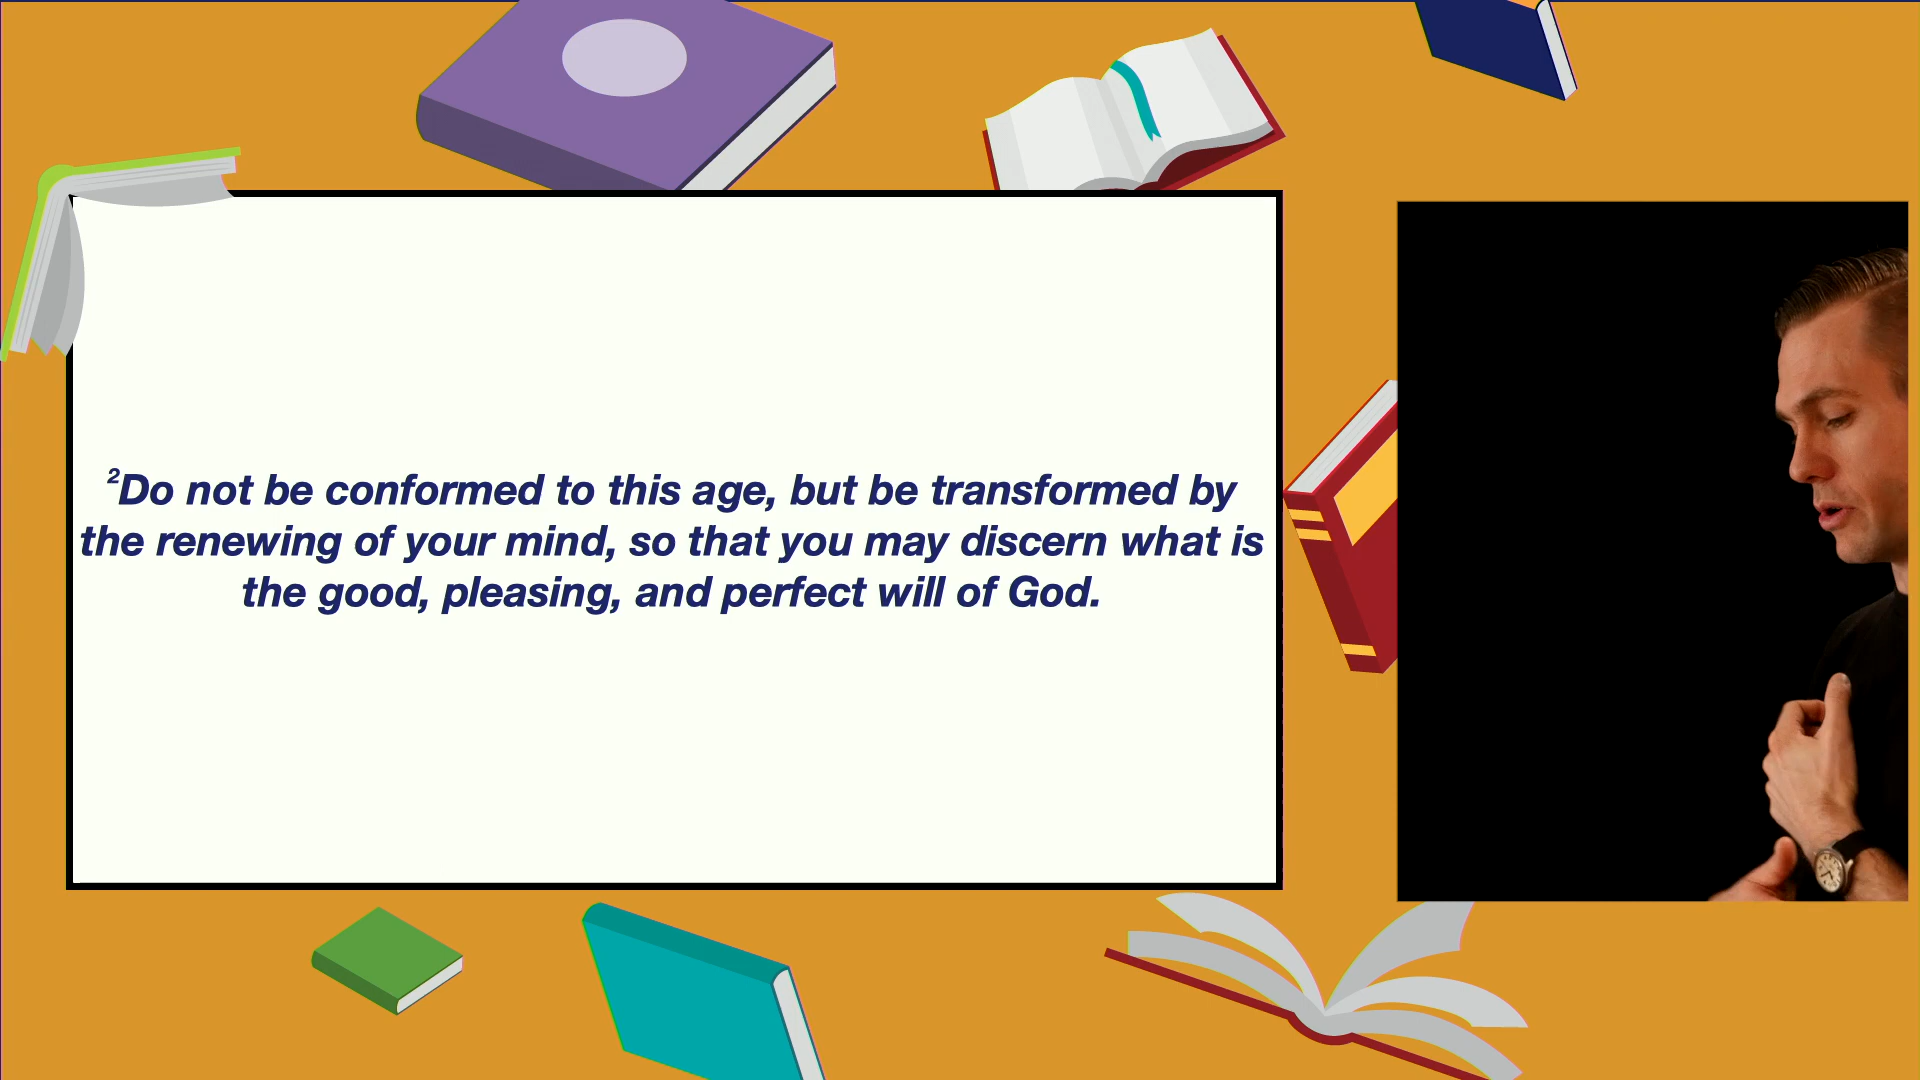 ²Do not be conformed to this age, but be transformed by
the renewing of your mind, so that you may discern what is
the good, pleasing, and perfect will of God.